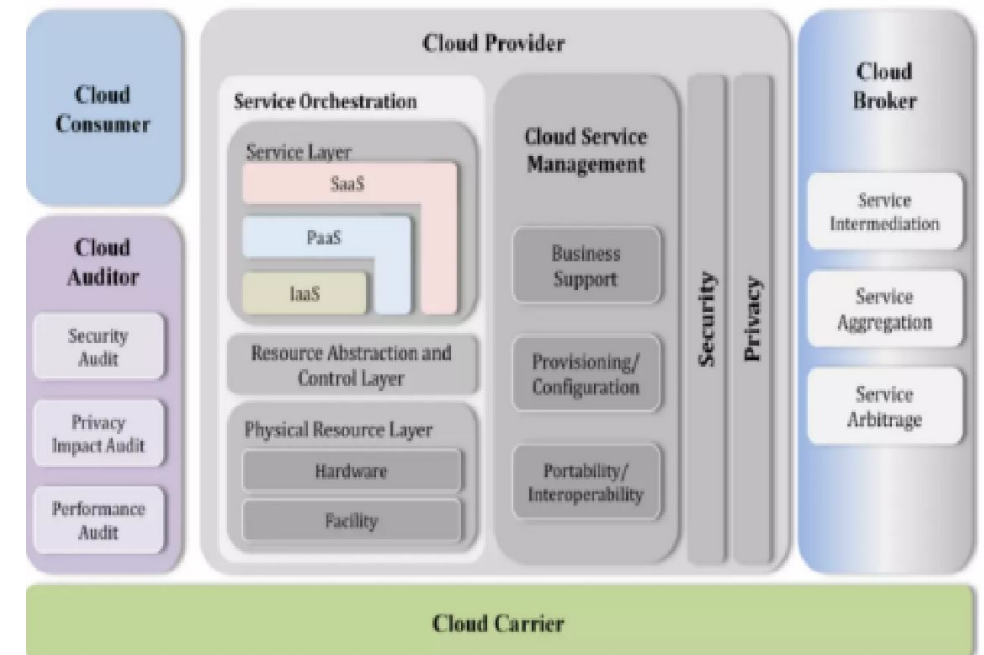 Cloud
Consumer
Cloud
Auditor
Security
Audit
Privacy
Impact Audit
Performance
Audit
Cloud Provider
Service Orchestration
Service Layer
SaaS
PaaS
IaaS
Resource Abstraction and
Control Layer
Physical Resource Layer
Hardware
Facility
Cloud Service
Management
Business
Support
Provisioning/
Configuration
Portability/
Interoperability
Security
Privacy
Cloud
Broker
Service
Intermediation
Service
Aggregation
Service
Arbitrage
Cloud Carrier